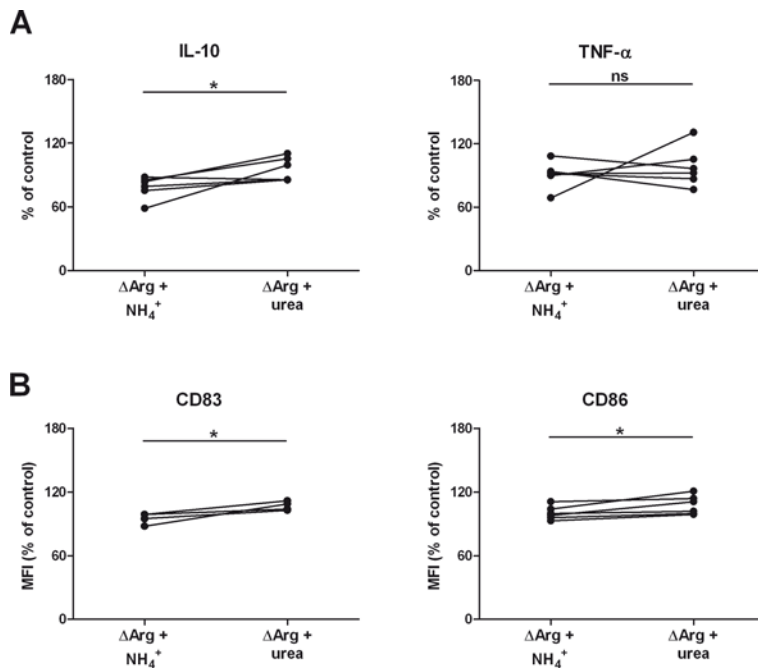 A
IL-10
TNF-α
% of control
180
120
60
0
*
ΔArg +
NH₄⁺
ΔArg +
urea
% of control
180
120
60
0
ns
ΔArg +
NH₄⁺
ΔArg +
urea
B
CD83
CD86
MFI (% of control)
180
120
60
0
*
ΔArg +
NH₄⁺
ΔArg +
urea
MFI (% of control)
180
120
60
0
*
ΔArg +
NH₄⁺
ΔArg +
urea